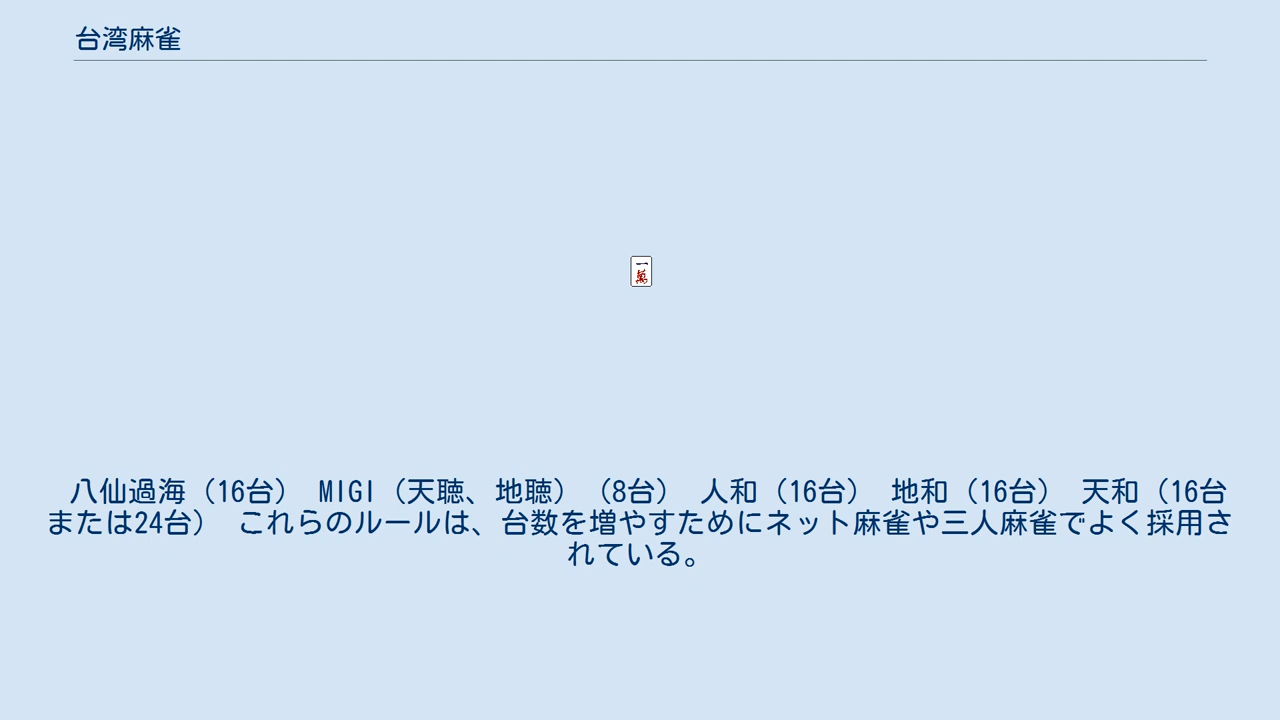 台湾麻雀
一萬
八仙過海（16台） MIGI（天聴、地聴）（8台） 人和（16台） 地和（16台） 天和（16台
または24台） これらのルールは、台数を増やすためにネット麻雀や三人麻雀でよく採用さ
れている。